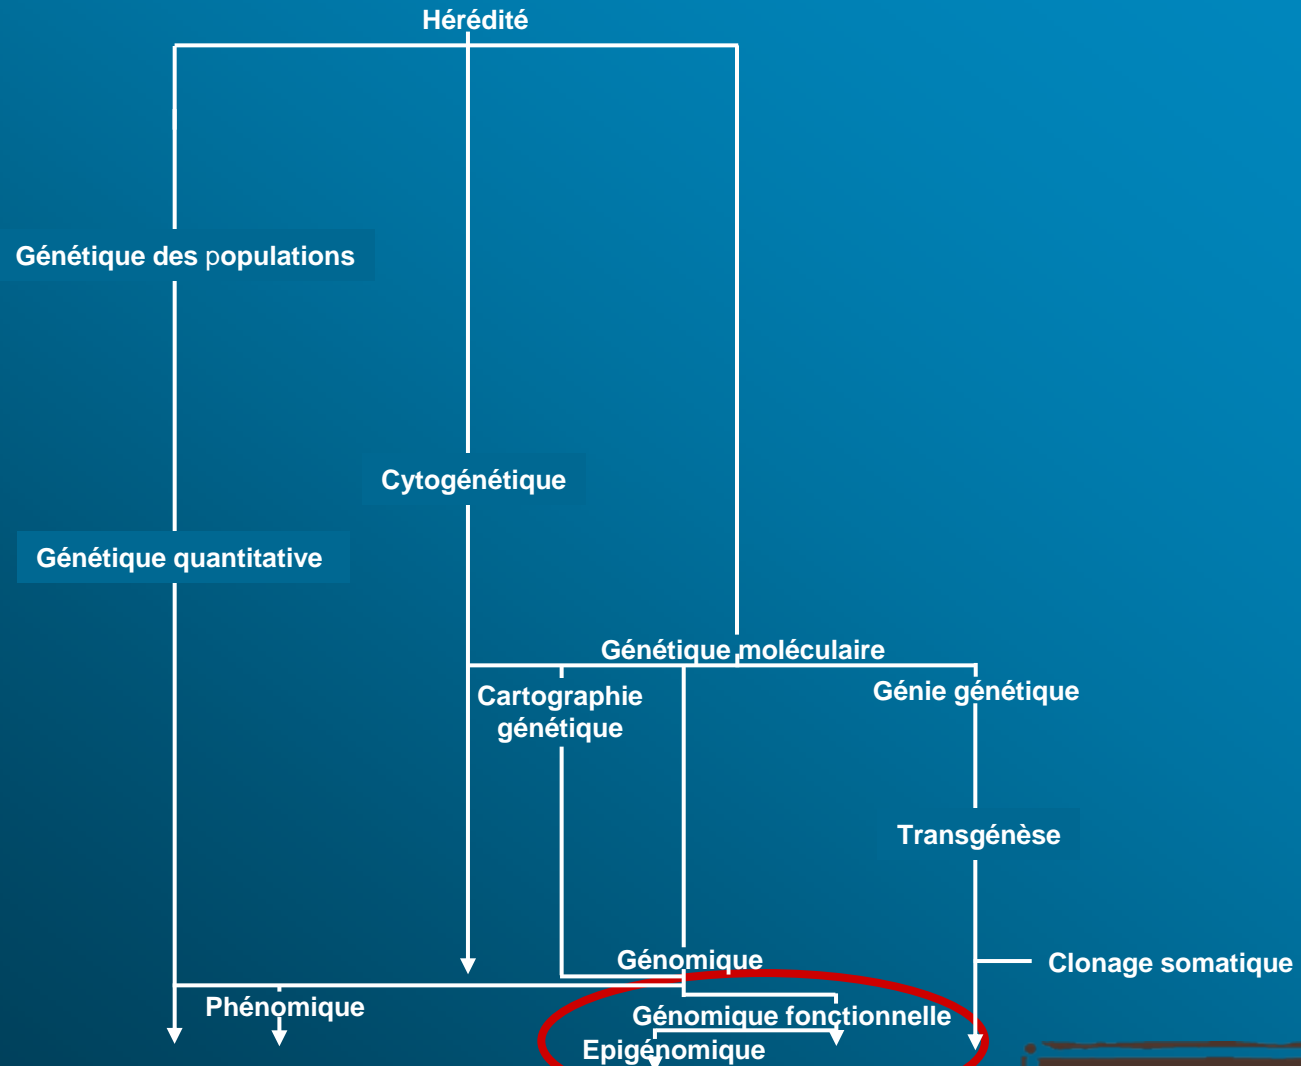 Hérédité
Génétique des populations
Cytogénétique
Génétique quantitative
Génétique moléculaire
Cartographie
génétique
Génie génétique
Transgénèse
Génomique
Clonage somatique
Phénomique
Génomique fonctionnelle
Epigénomique